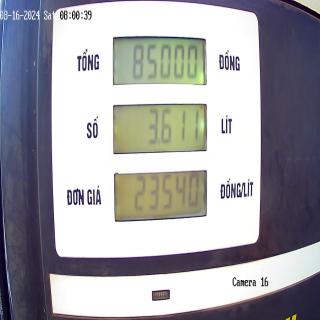 08-16-2024 Sat 08:00:39
TỔNG 85000 ĐỒNG
SỐ 3.611 LÍT
ĐƠN GIÁ 23540 ĐỒNG/LÍT
Camera 16